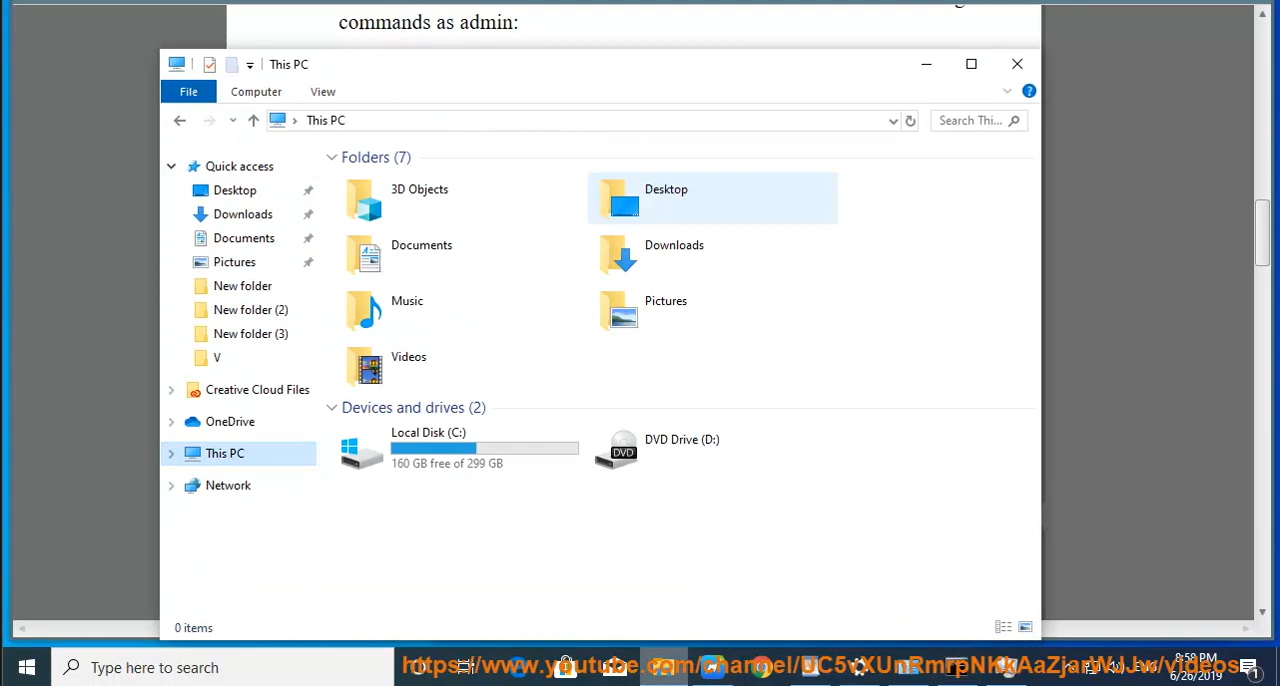 commands as admin:
This PC
File Computer View
This PC
Search Thi...
Quick access
Desktop
Downloads
Documents
Pictures
New folder
New folder (2)
New folder (3)
V
Creative Cloud Files
OneDrive
This PC
Network
Folders (7)
3D Objects
Desktop
Documents
Downloads
Music
Pictures
Videos
Devices and drives (2)
Local Disk (C:)
160 GB free of 299 GB
DVD
DVD Drive (D:)
0 items
Type here to search
8:58 PM
6/26/2019